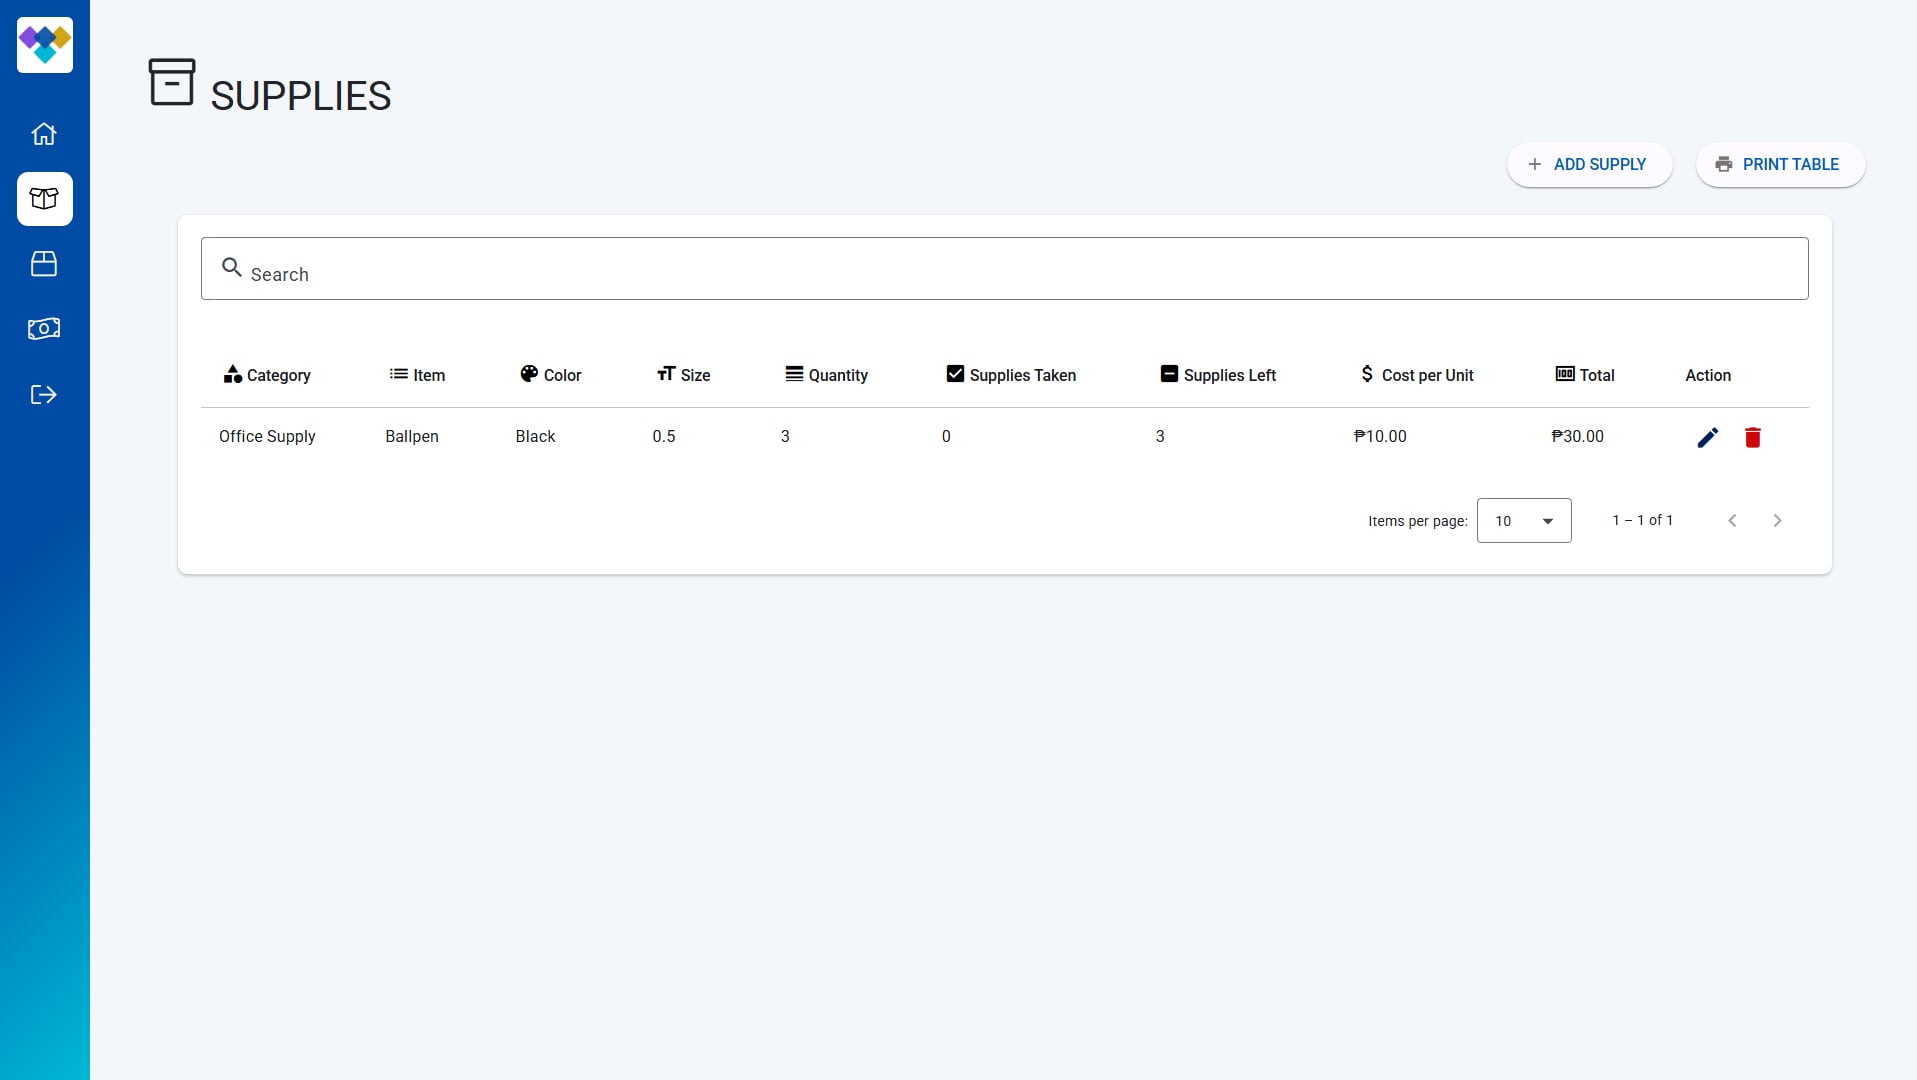 SUPPLIES
ADD SUPPLY
PRINT TABLE
Search
Category Item Color Size Quantity Supplies Taken Supplies Left Cost per Unit Total Action
Office Supply Ballpen Black 0.5 3 0 3 ₱10.00 ₱30.00
Items per page: 10 1 – 1 of 1